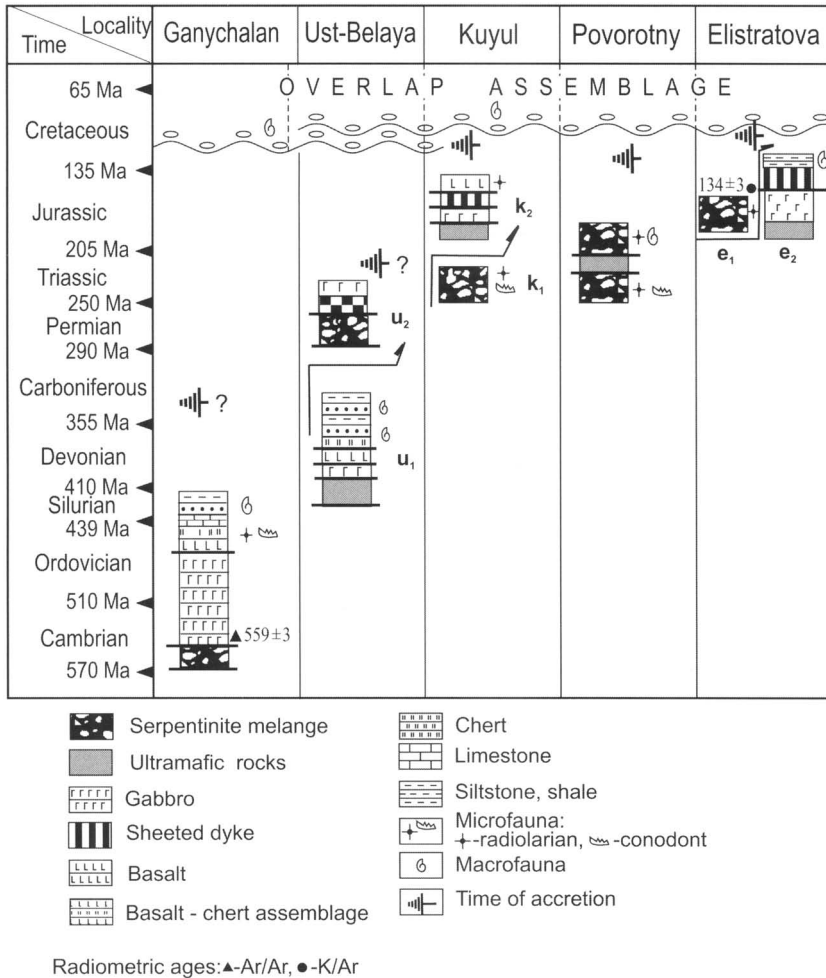 Locality
Time
Ganychalan
Ust-Belaya
Kuyul
Povorotny
Elistratova
65 Ma
OVERLAP ASSEMBLAGE
Cretaceous
135 Ma
134±3
Jurassic
k₂
205 Ma
e₁
e₂
Triassic
?
k₁
250 Ma
Permian
u₂
290 Ma
Carboniferous
?
355 Ma
Devonian
u₁
410 Ma
Silurian
439 Ma
Ordovician
510 Ma
Cambrian
559±3
570 Ma
Serpentinite melange
Ultramafic rocks
Gabbro
Sheeted dyke
Basalt
Basalt - chert assemblage
Chert
Limestone
Siltstone, shale
Microfauna:
-radiolarian, -conodont
Macrofauna
Time of accretion
Radiometric ages: ▲-Ar/Ar, ●-K/Ar